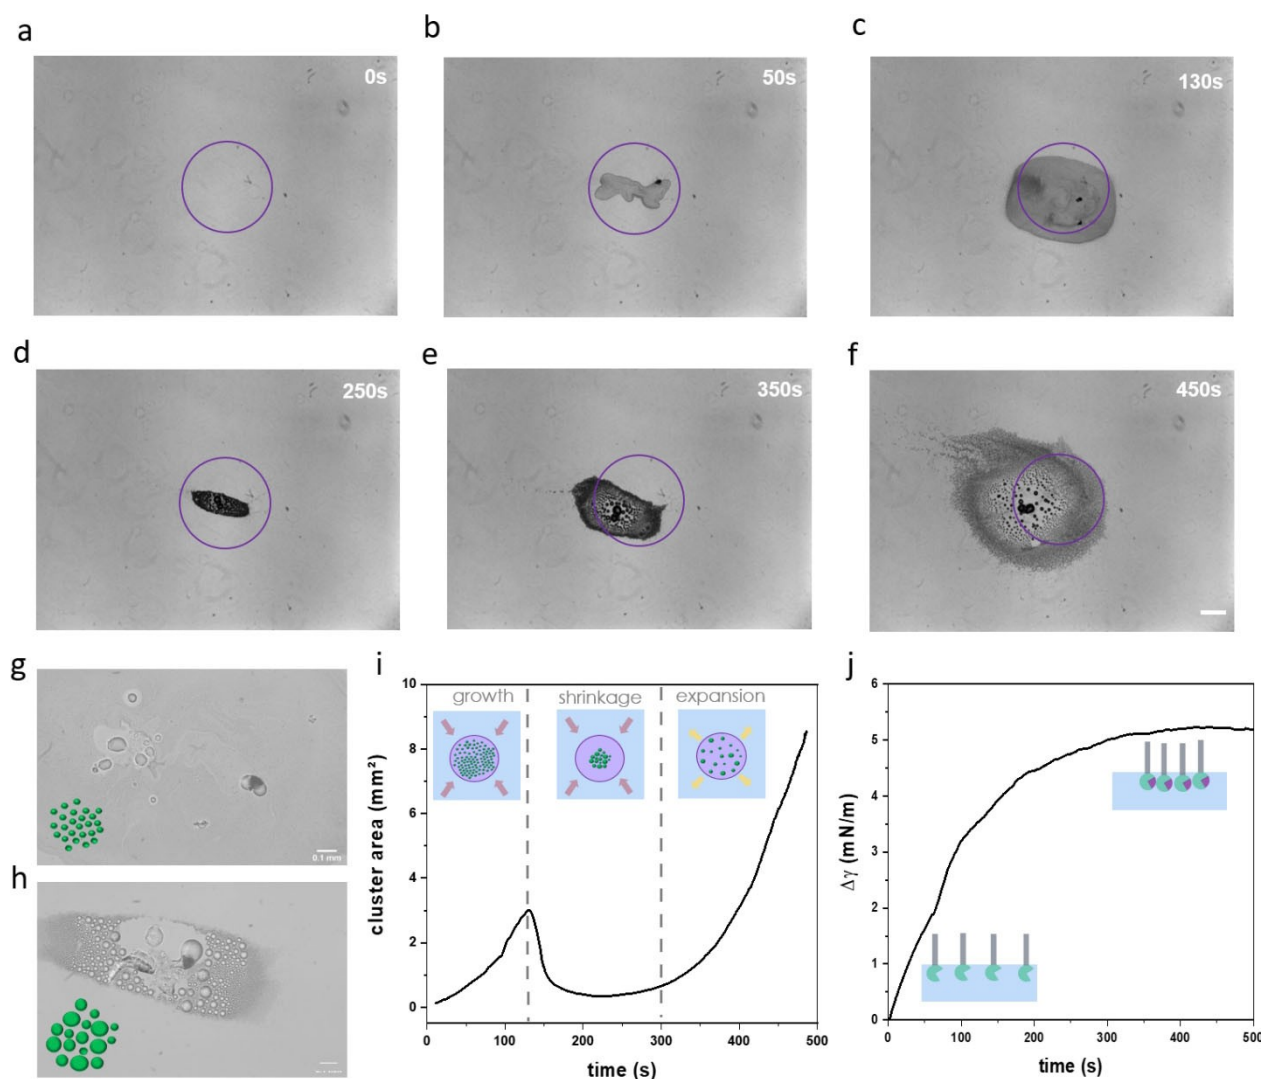 a
0s
b
50s
c
130s
d
250s
e
350s
f
450s
g
0.1 mm
h
i
growth
shrinkage
expansion
cluster area (mm²)
10
8
6
4
2
0
0
100
200
300
400
500
time (s)
j
Δγ (mN/m)
6
5
4
3
2
1
0
0
100
200
300
400
500
time (s)